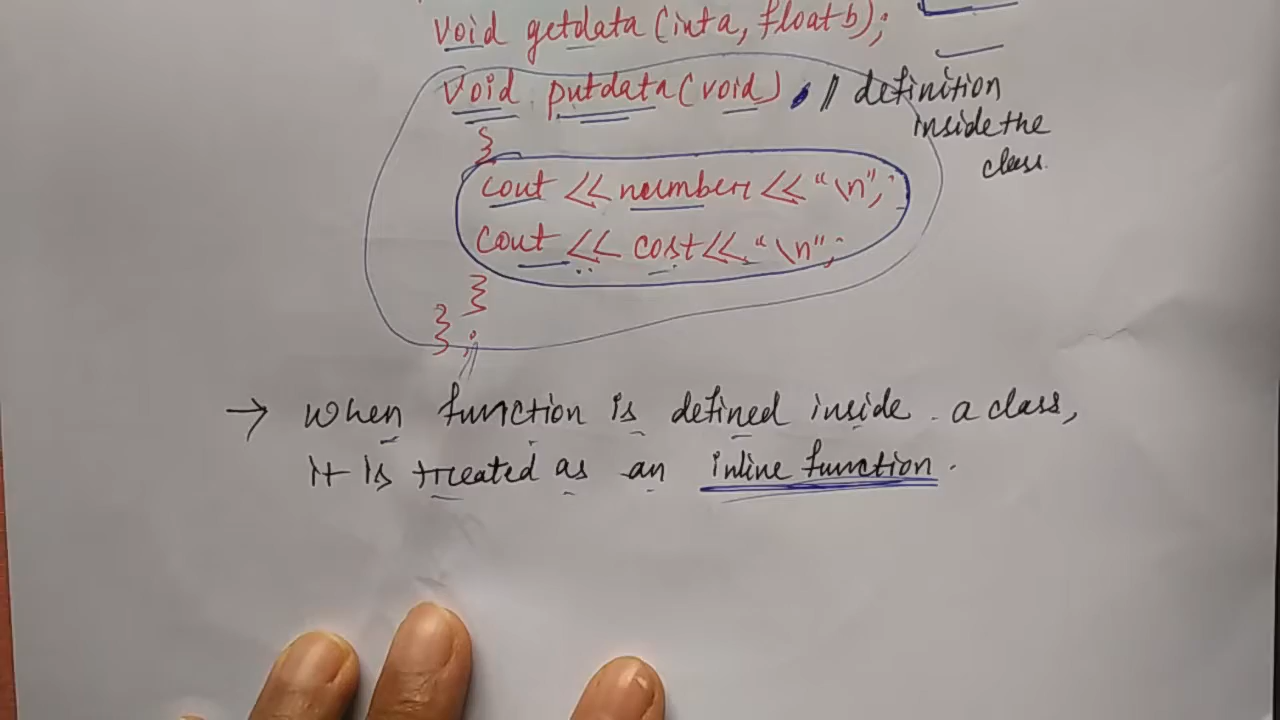 void getdata (int a, float b);
void putdata (void) // definition
inside the
class.
}
cout << number << "\n";
cout << cost << "\n";
}
} ;
→ when function is defined inside a class,
it is treated as an inline function.